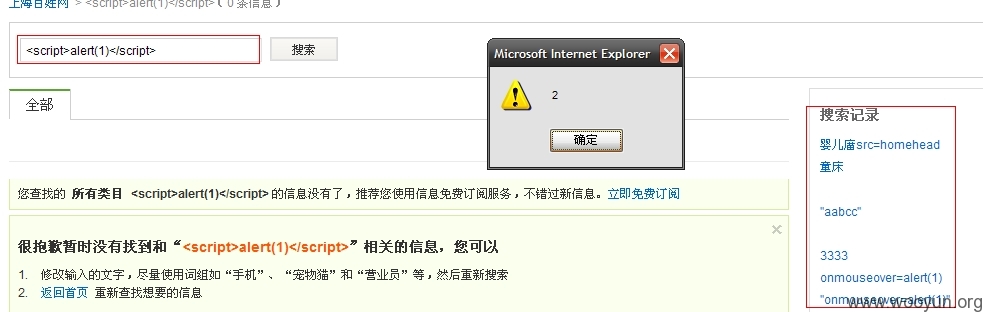 上海百姓网 > <script>alert(1)</script>（ 0 条信息）
<script>alert(1)</script>
搜索
Microsoft Internet Explorer
2
确定
全部
搜索记录
婴儿庿src=homehead
童床
"aabcc"
3333
onmouseover=alert(1)
"onmouseover=alert(1)"
您查找的 所有类目 <script>alert(1)</script> 的信息没有了，推荐您使用信息免费订阅服务，不错过新信息。立即免费订阅
很抱歉暂时没有找到和“<script>alert(1)</script>”相关的信息，您可以
1. 修改输入的文字，尽量使用词组如“手机”、“宠物猫”和“营业员”等，然后重新搜索
2. 返回首页 重新查找想要的信息
www.wooyun.org